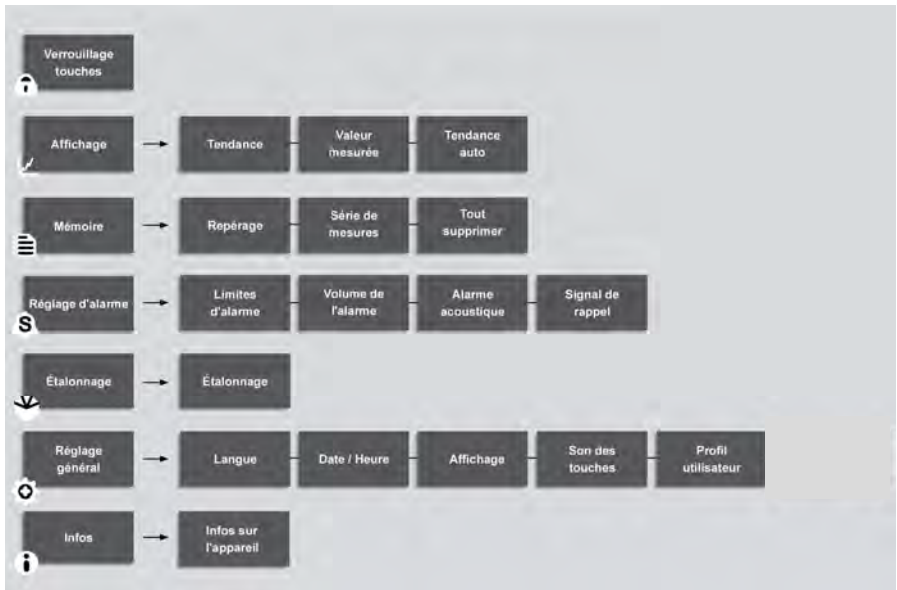 Verrouillage
touches
Affichage
Tendance
Valeur
mesurée
Tendance
auto
Mémoire
Repérage
Série de
mesures
Tout
supprimer
Réglage d'alarme
S
Limites
d'alarme
Volume de
l'alarme
Alarme
acoustique
Signal de
rappel
Étalonnage
Étalonnage
Réglage
général
Langue
Date / Heure
Affichage
Son des
touches
Profil
utilisateur
Infos
i
Infos sur
l'appareil